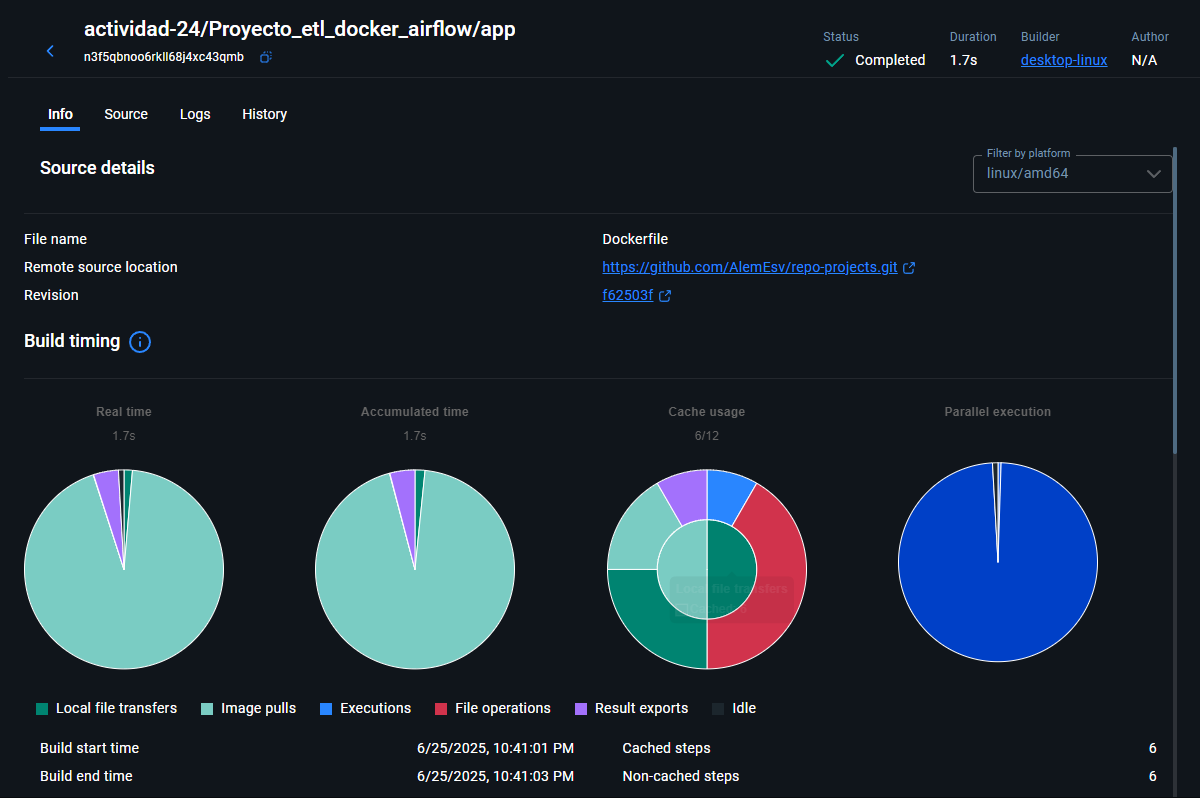 actividad-24/Proyecto_etl_docker_airflow/app
n3f5qbnoo6rkll68j4xc43qmb
Status Duration Builder Author
Completed 1.7s desktop-linux N/A
Info Source Logs History
Source details
Filter by platform
linux/amd64
File name Dockerfile
Remote source location https://github.com/AlemEsv/repo-projects.git
Revision f62503f
Build timing
Real time Accumulated time Cache usage Parallel execution
1.7s 1.7s 6/12
Local file transfers
Local file transfers Image pulls Executions File operations Result exports Idle
Build start time 6/25/2025, 10:41:01 PM Cached steps 6
Build end time 6/25/2025, 10:41:03 PM Non-cached steps 6